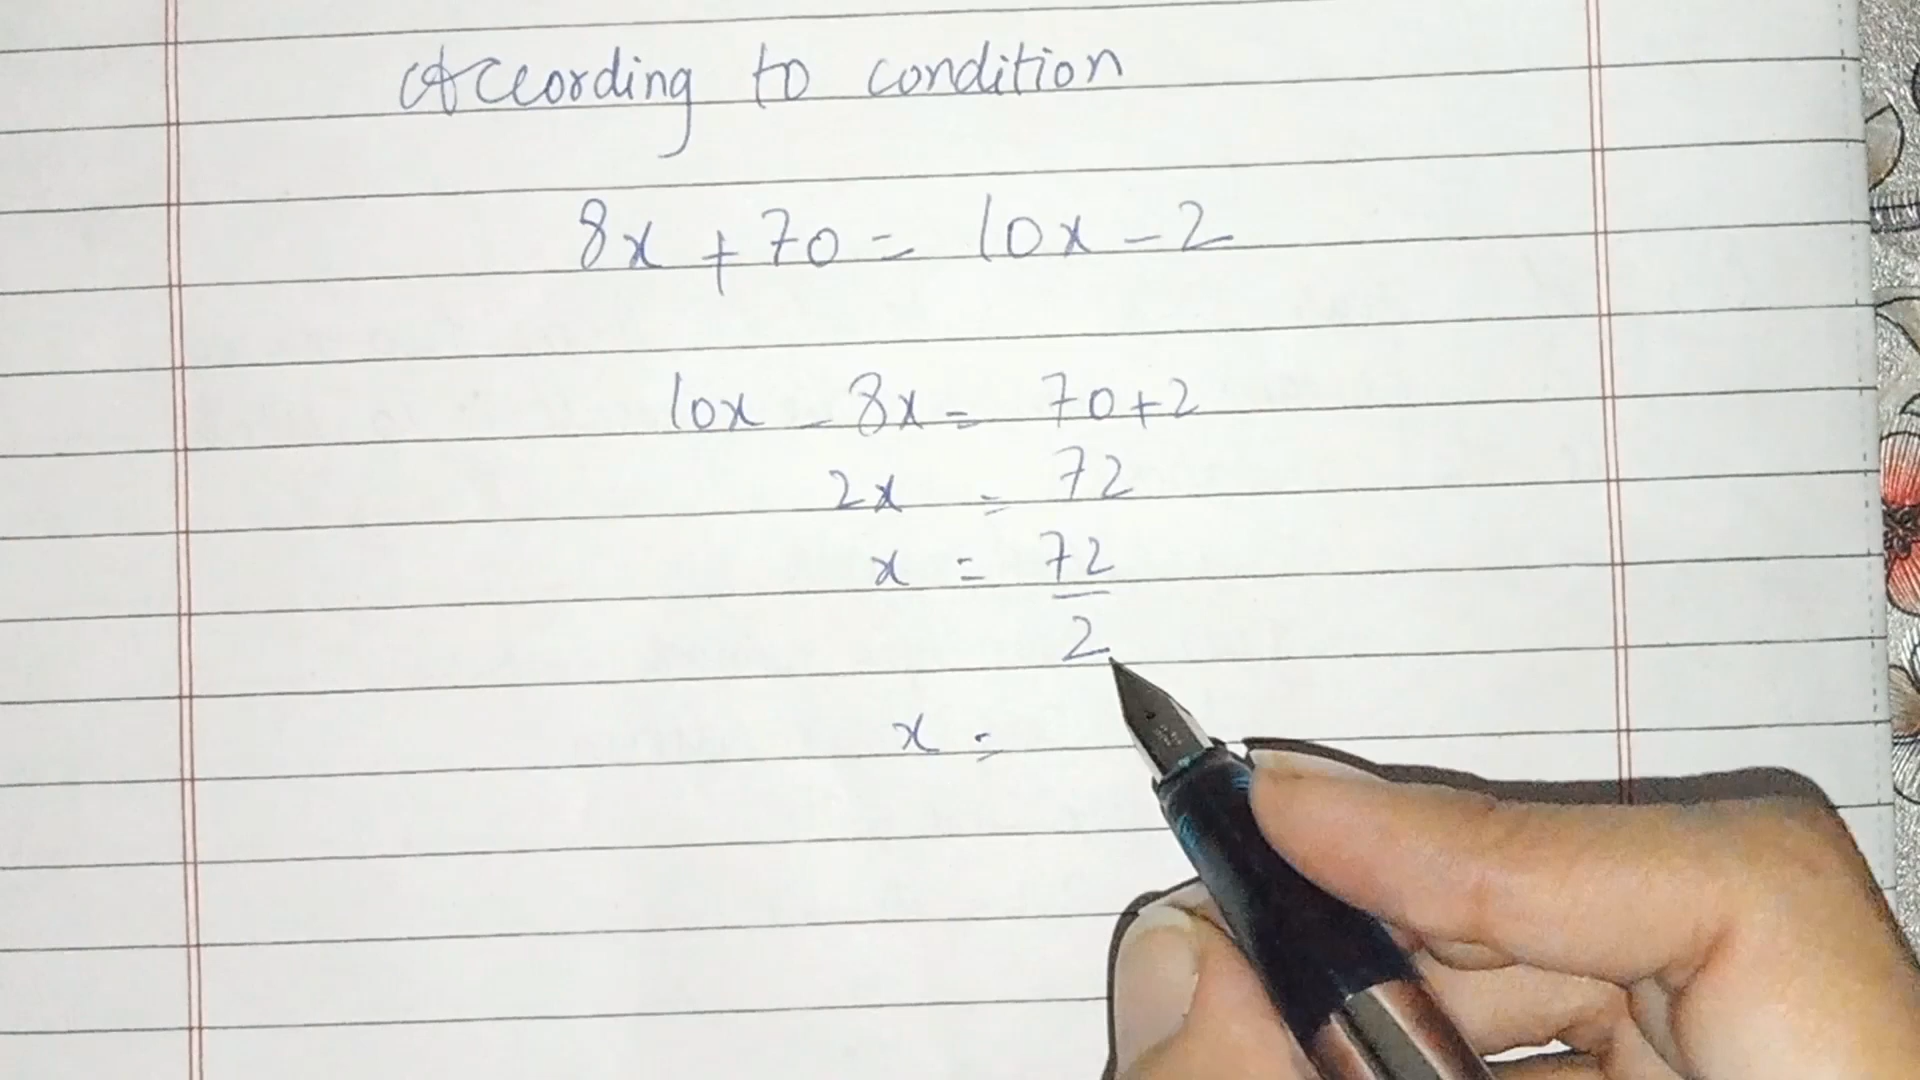 According to condition
8x + 70 = 10x - 2
10x - 8x = 70 + 2
2x = 72
x = 72
2
x =